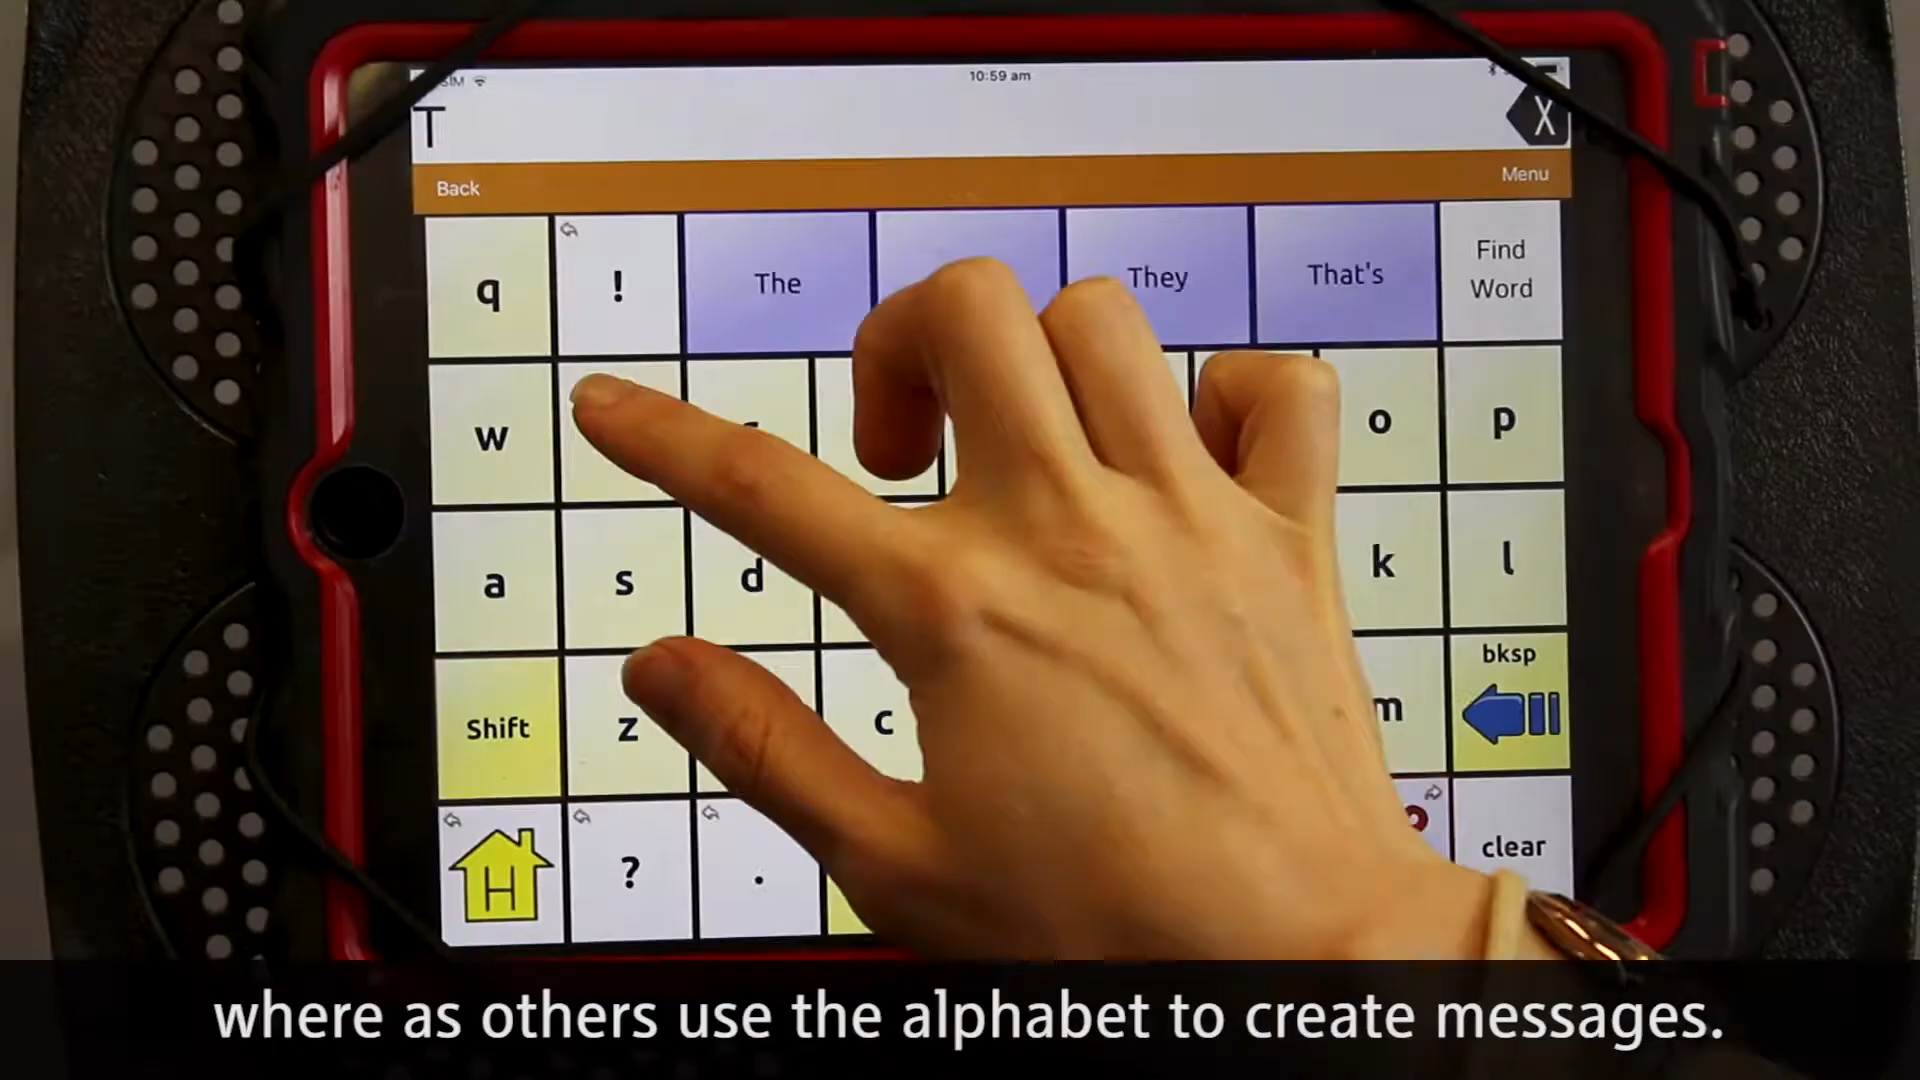 10:59 am
T
X
Back
Menu
q
!
The
They
That's
Find
Word
w
o
p
a
s
d
k
l
Shift
z
c
m
bksp
H
?
.
clear
where as others use the alphabet to create messages.